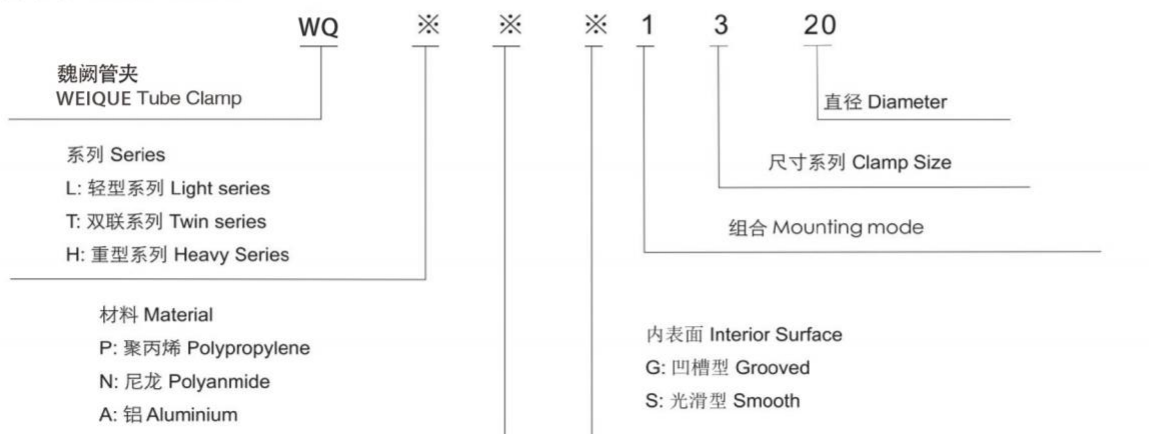 WQ ※ ※ ※ 1 3 20
魏阙管夹
WEIQUE Tube Clamp
直径 Diameter
系列 Series
L: 轻型系列 Light series
T: 双联系列 Twin series
H: 重型系列 Heavy Series
尺寸系列 Clamp Size
组合 Mounting mode
材料 Material
P: 聚丙烯 Polypropylene
N: 尼龙 Polyanmide
A: 铝 Aluminium
内表面 Interior Surface
G: 凹槽型 Grooved
S: 光滑型 Smooth